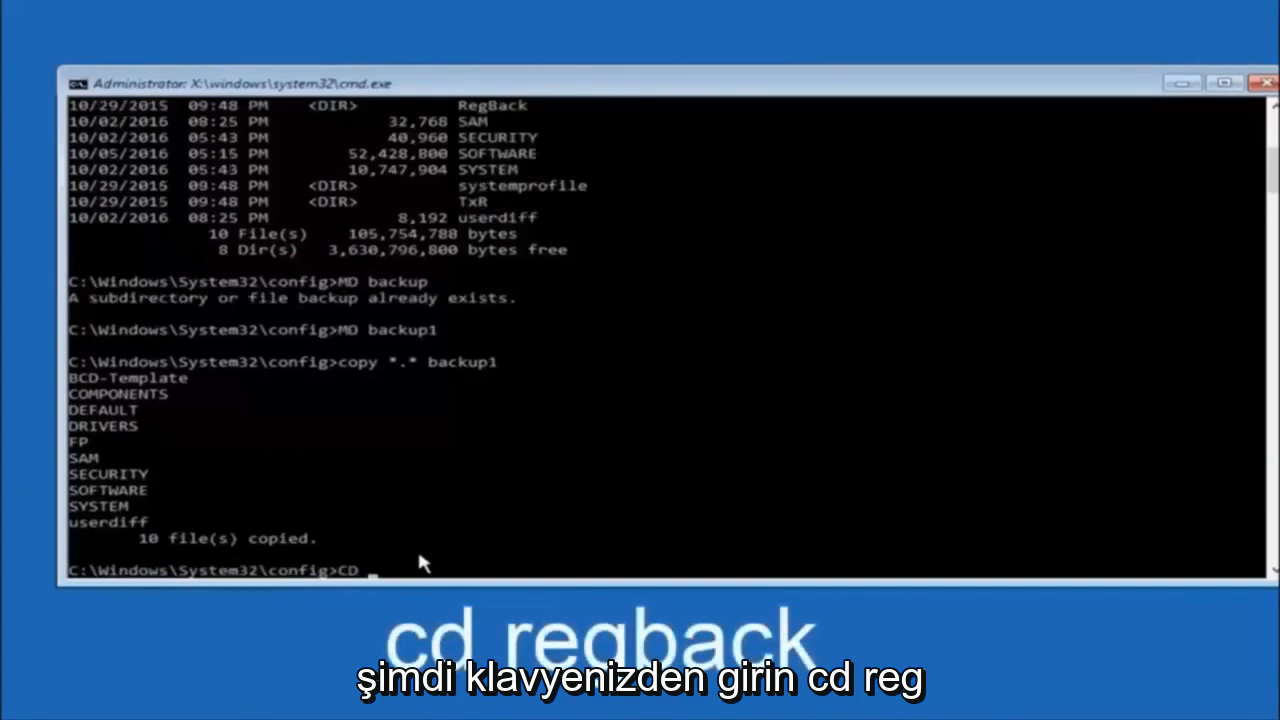 Administrator: X:\windows\system32\cmd.exe
10/29/2015 09:48 PM <DIR> RegBack
10/02/2016 08:25 PM 32,768 SAM
10/02/2016 05:43 PM 40,960 SECURITY
10/05/2016 05:15 PM 52,428,800 SOFTWARE
10/02/2016 05:43 PM 10,747,904 SYSTEM
10/29/2015 09:48 PM <DIR> systemprofile
10/29/2015 09:48 PM <DIR> TxR
10/02/2016 08:25 PM 8,192 userdiff
10 File(s) 105,754,788 bytes
8 Dir(s) 3,630,796,800 bytes free
C:\Windows\System32\config>MD backup
A subdirectory or file backup already exists.
C:\Windows\System32\config>MD backup1
C:\Windows\System32\config>copy *.* backup1
BCD-Template
COMPONENTS
DEFAULT
DRIVERS
FP
SAM
SECURITY
SOFTWARE
SYSTEM
userdiff
10 file(s) copied.
C:\Windows\System32\config>CD _
cd regback
şimdi klavyenizden girin cd reg